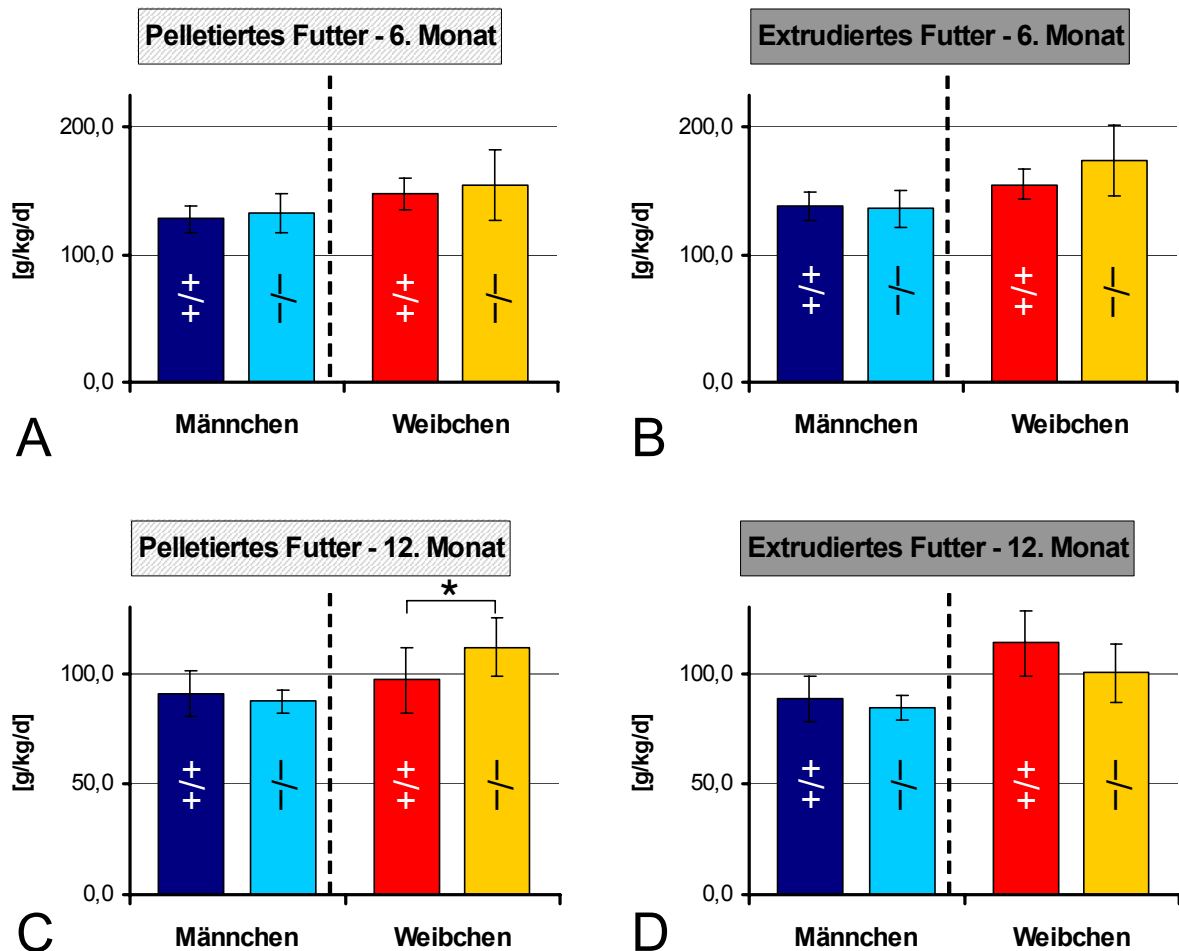 Pelletiertes Futter - 6. Monat
[g/kg/d]
200,0
100,0
0,0
+/+
-/-
+/+
-/-
Männchen
Weibchen
A
Extrudiertes Futter - 6. Monat
[g/kg/d]
200,0
100,0
0,0
+/+
-/-
+/+
-/-
Männchen
Weibchen
B
Pelletiertes Futter - 12. Monat
*
[g/kg/d]
100,0
50,0
0,0
+/+
-/-
+/+
-/-
Männchen
Weibchen
C
Extrudiertes Futter - 12. Monat
[g/kg/d]
100,0
50,0
0,0
+/+
-/-
+/+
-/-
Männchen
Weibchen
D